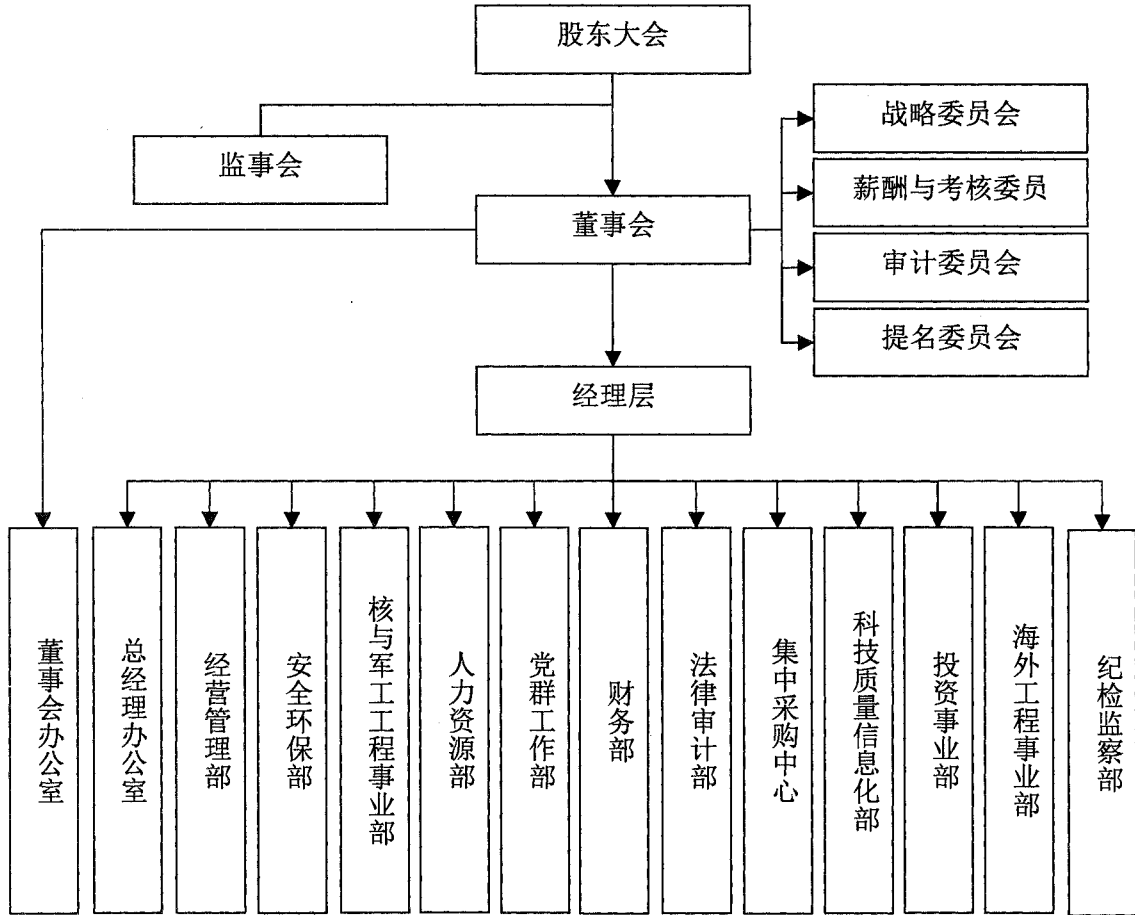 股东大会
战略委员会
监事会
薪酬与考核委员
董事会
审计委员会
提名委员会
经理层
董事会办公室
总经理办公室
经营管理部
安全环保部
核与军工工程事业部
人力资源部
党群工作部
财务部
法律审计部
集中采购中心
科技质量信息化部
投资事业部
海外工程事业部
纪检监察部